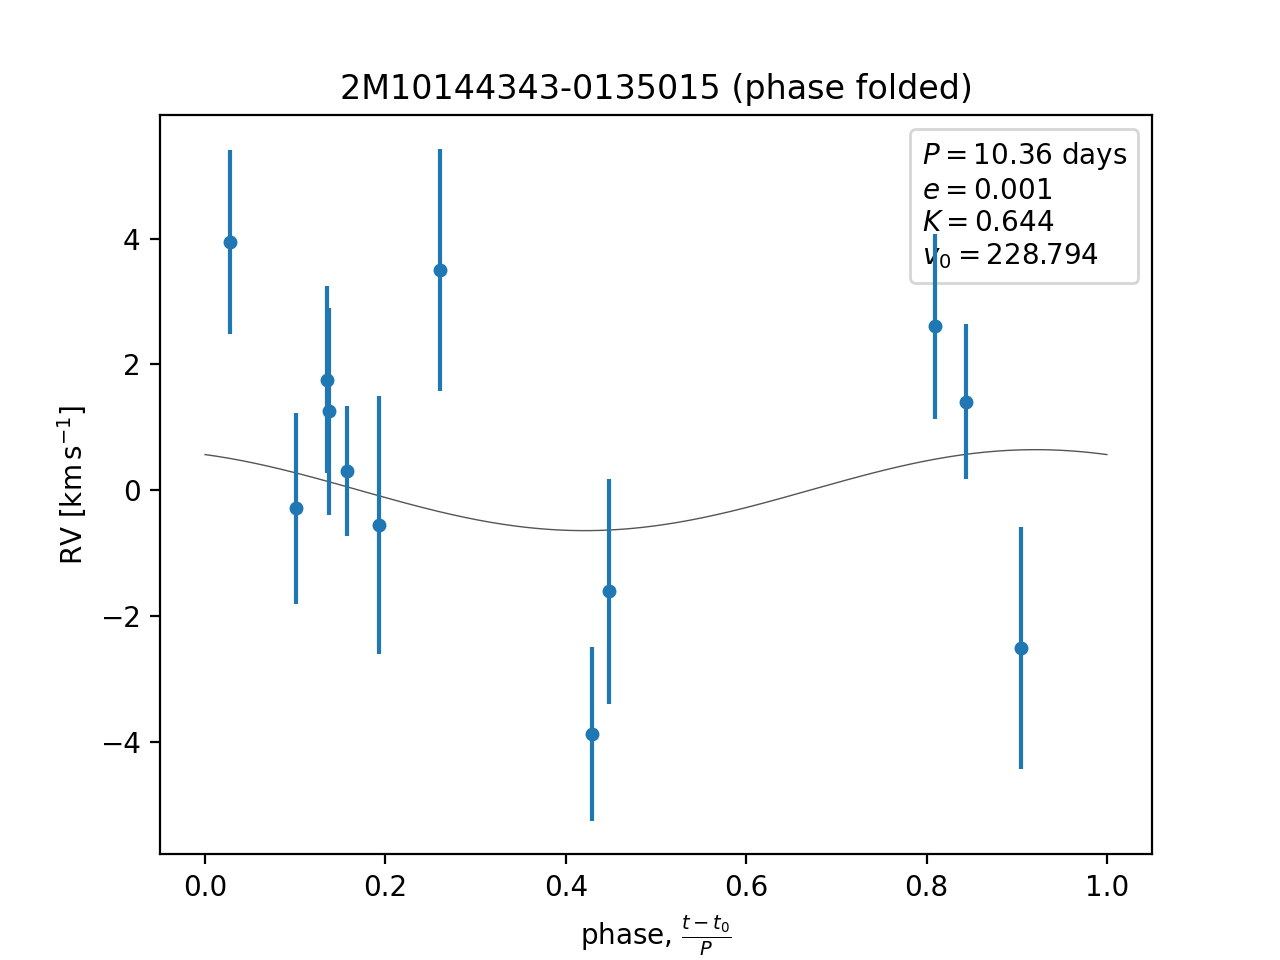 2M10144343-0135015 (phase folded)
P = 10.36 days
e = 0.001
K = 0.644
v₀ = 228.794
RV [km s⁻¹]
4
2
0
−2
−4
0.0 0.2 0.4 0.6 0.8 1.0
phase, (t − t₀)/P